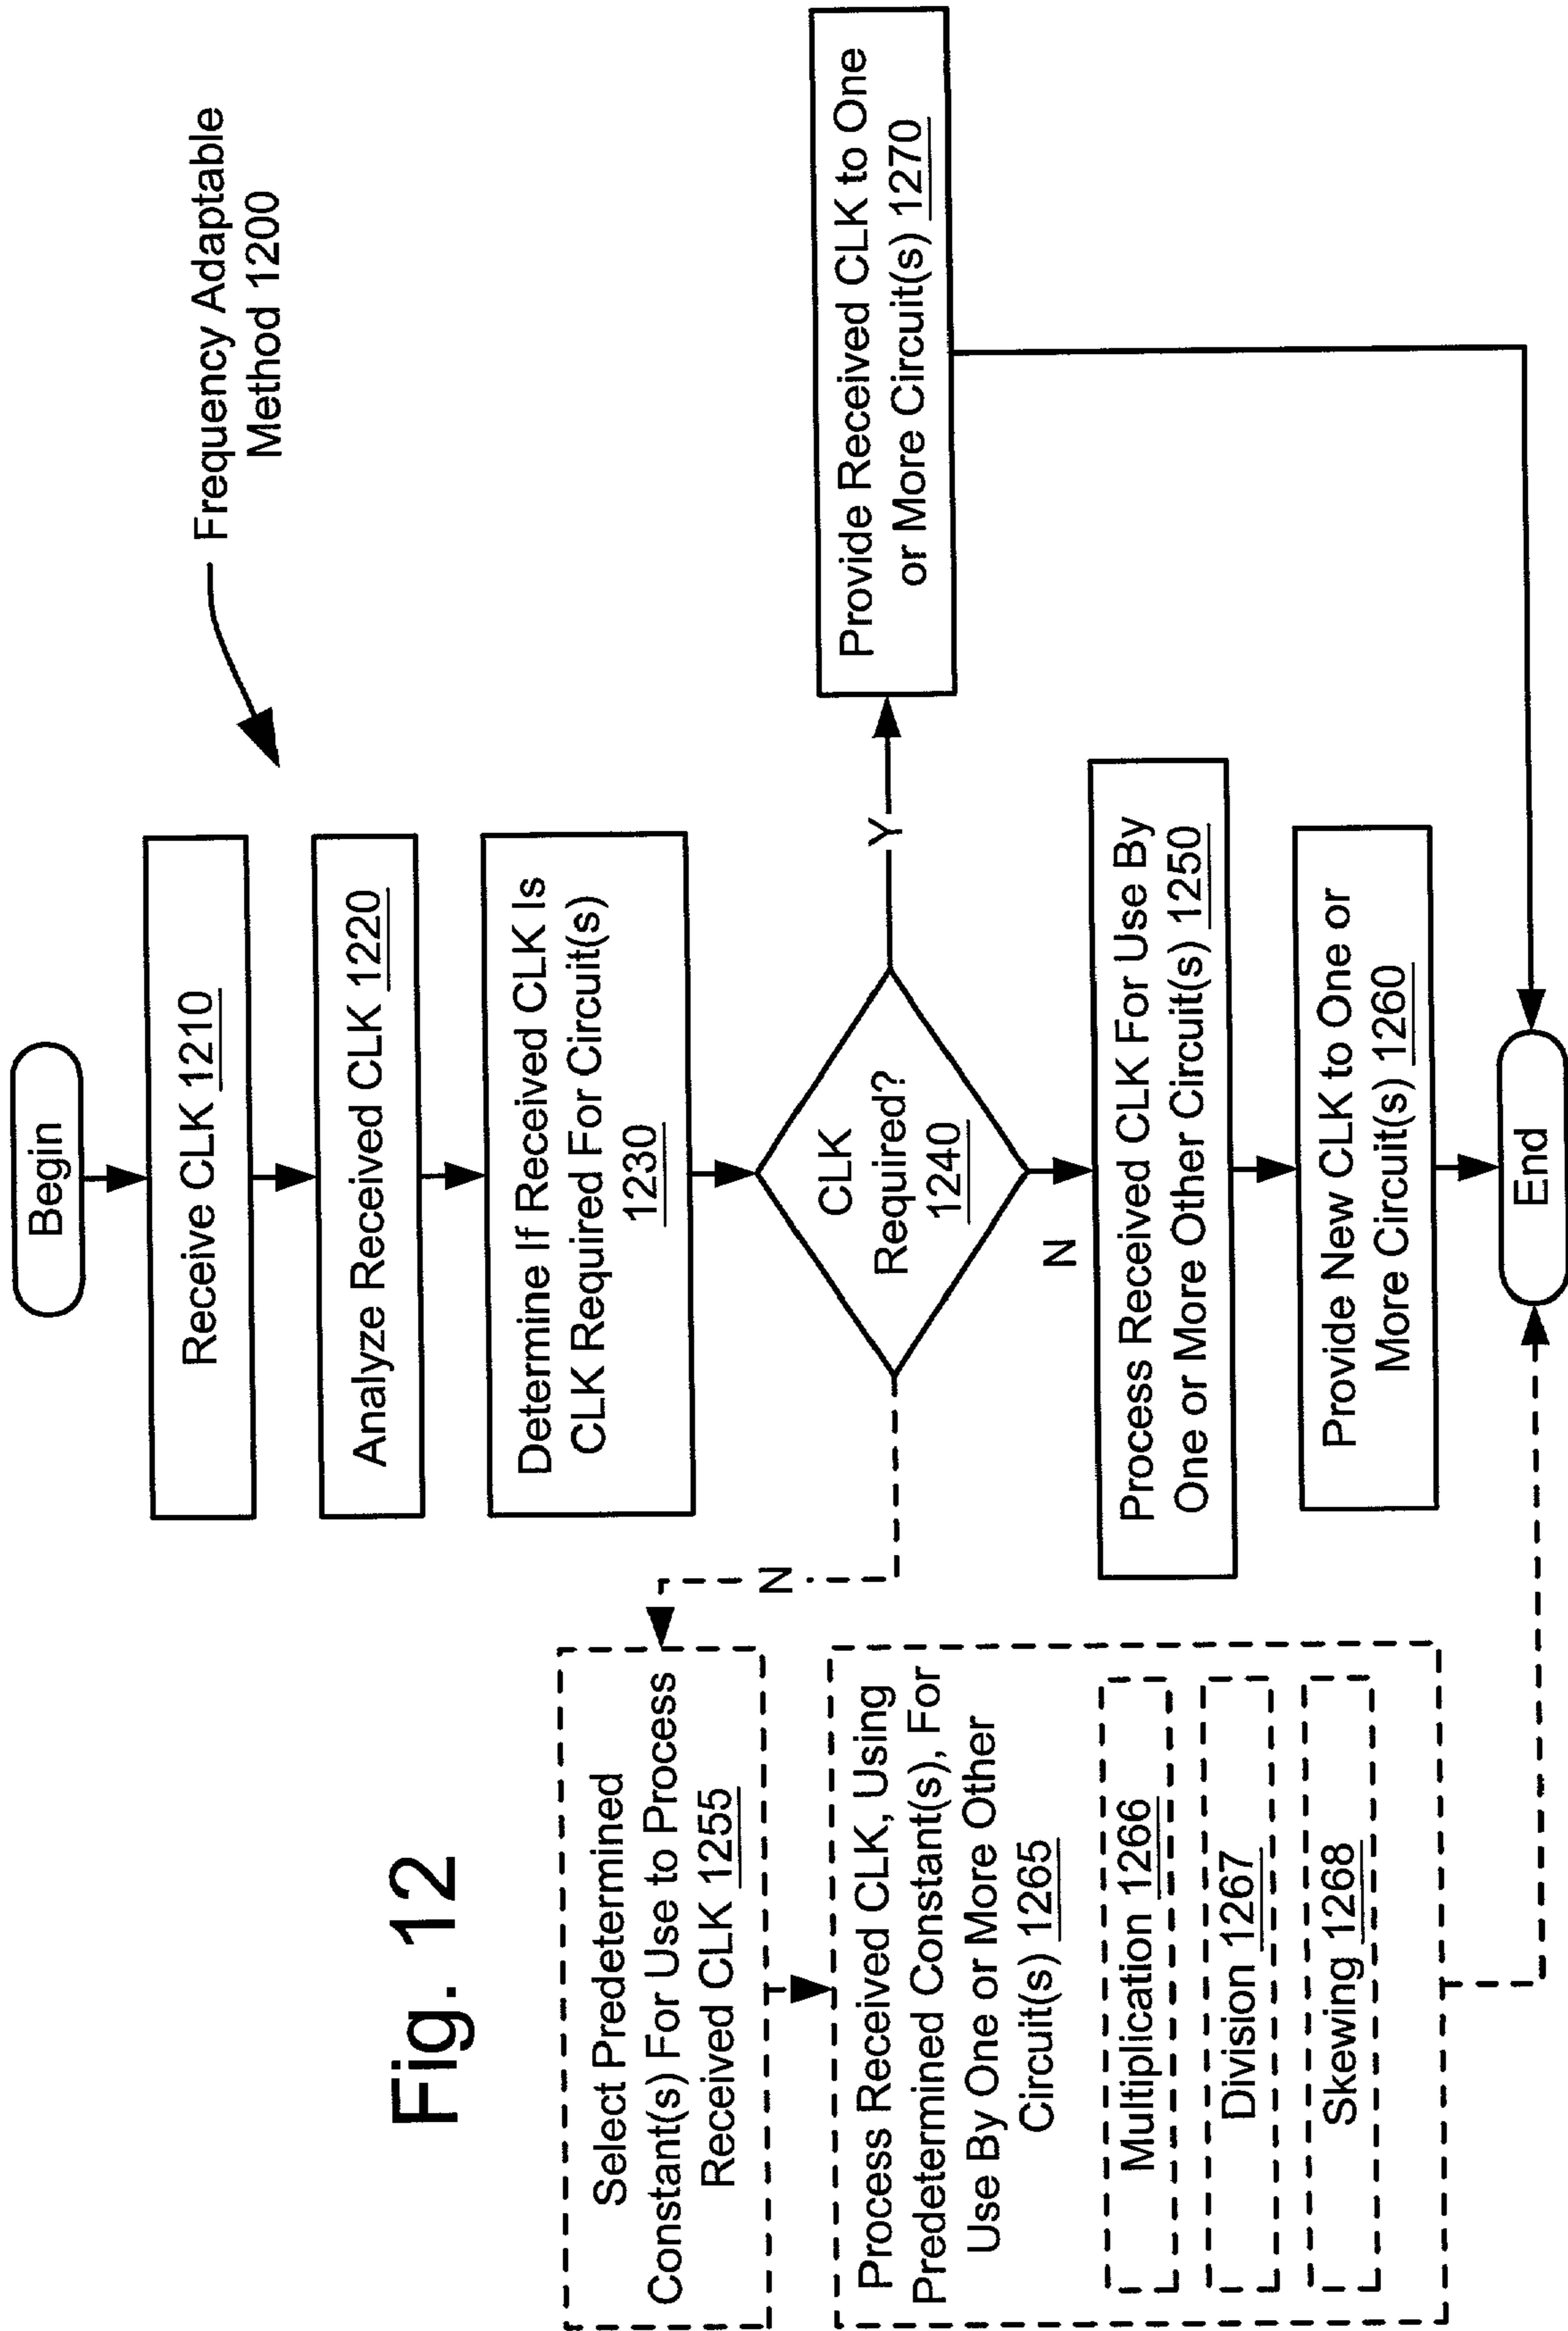 Fig. 12
Frequency Adaptable
Method 1200
Begin
Receive CLK 1210
Analyze Received CLK 1220
Determine If Received CLK Is
CLK Required For Circuit(s)
1230
CLK
Required?
1240
Y
Provide Received CLK to One
or More Circuit(s) 1270
N
Process Received CLK For Use By
One or More Other Circuit(s) 1250
Provide New CLK to One or
More Circuit(s) 1260
N
Select Predetermined
Constant(s) For Use to Process
Received CLK 1255
Process Received CLK, Using
Predetermined Constant(s), For
Use By One or More Other
Circuit(s) 1265
Multiplication 1266
Division 1267
Skewing 1268
End